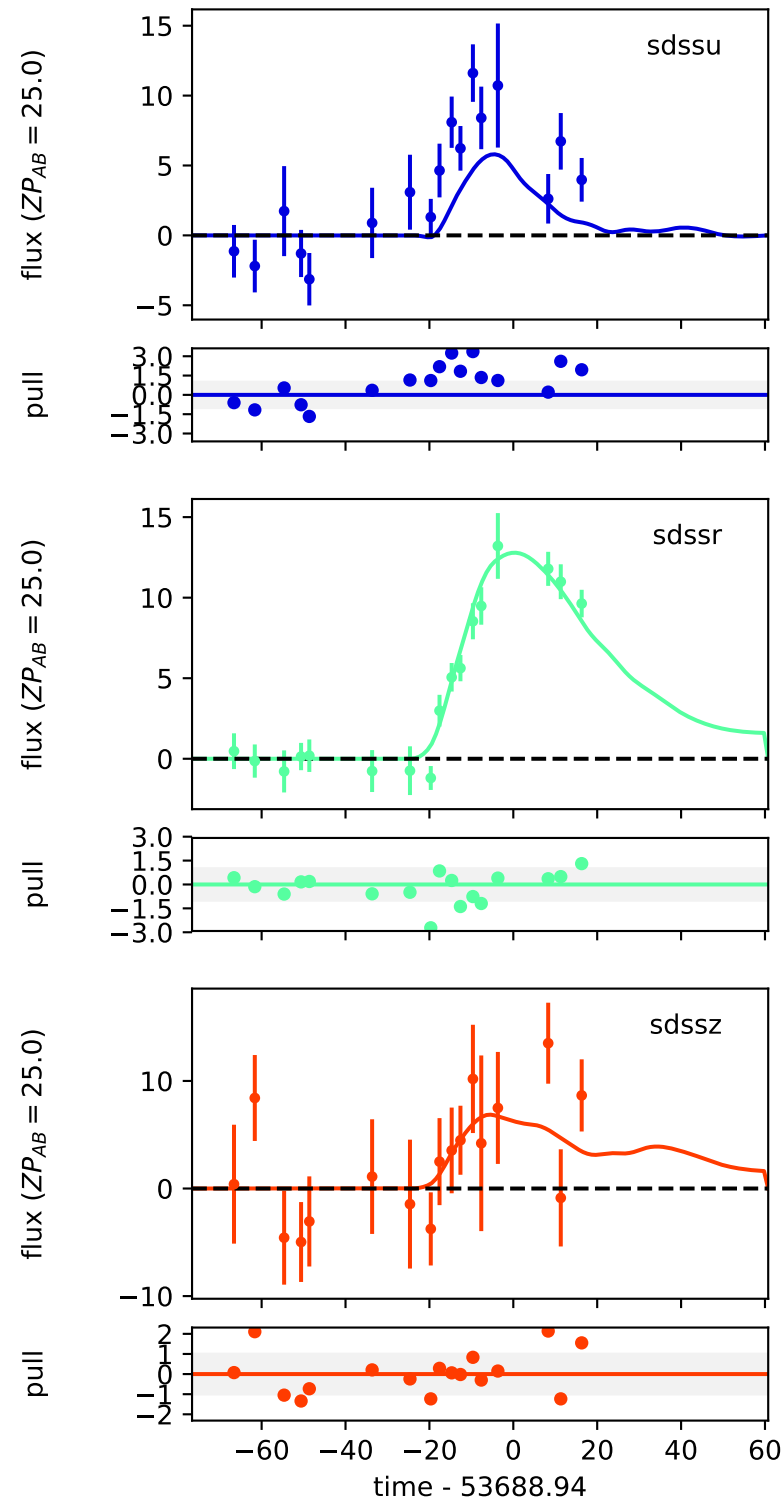 sdssu
flux (ZP_AB = 25.0)
15
10
5
0
−5
pull
3.0
1.5
0.0
−1.5
−3.0
sdssr
flux (ZP_AB = 25.0)
15
10
5
0
pull
3.0
1.5
0.0
−1.5
−3.0
sdssz
flux (ZP_AB = 25.0)
10
0
−10
pull
2
1
0
−1
−2
−60 −40 −20 0 20 40 60
time - 53688.94